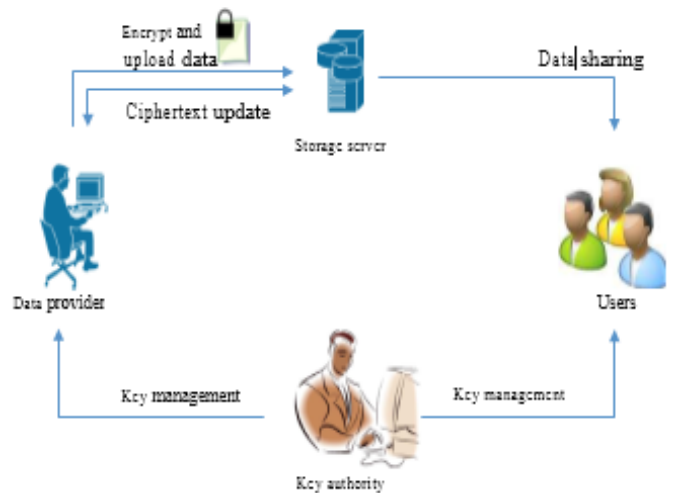 Encrypt and
upload data
Data sharing
Ciphertext update
Storage server
Data provider
Users
Key management
Key management
Key authority